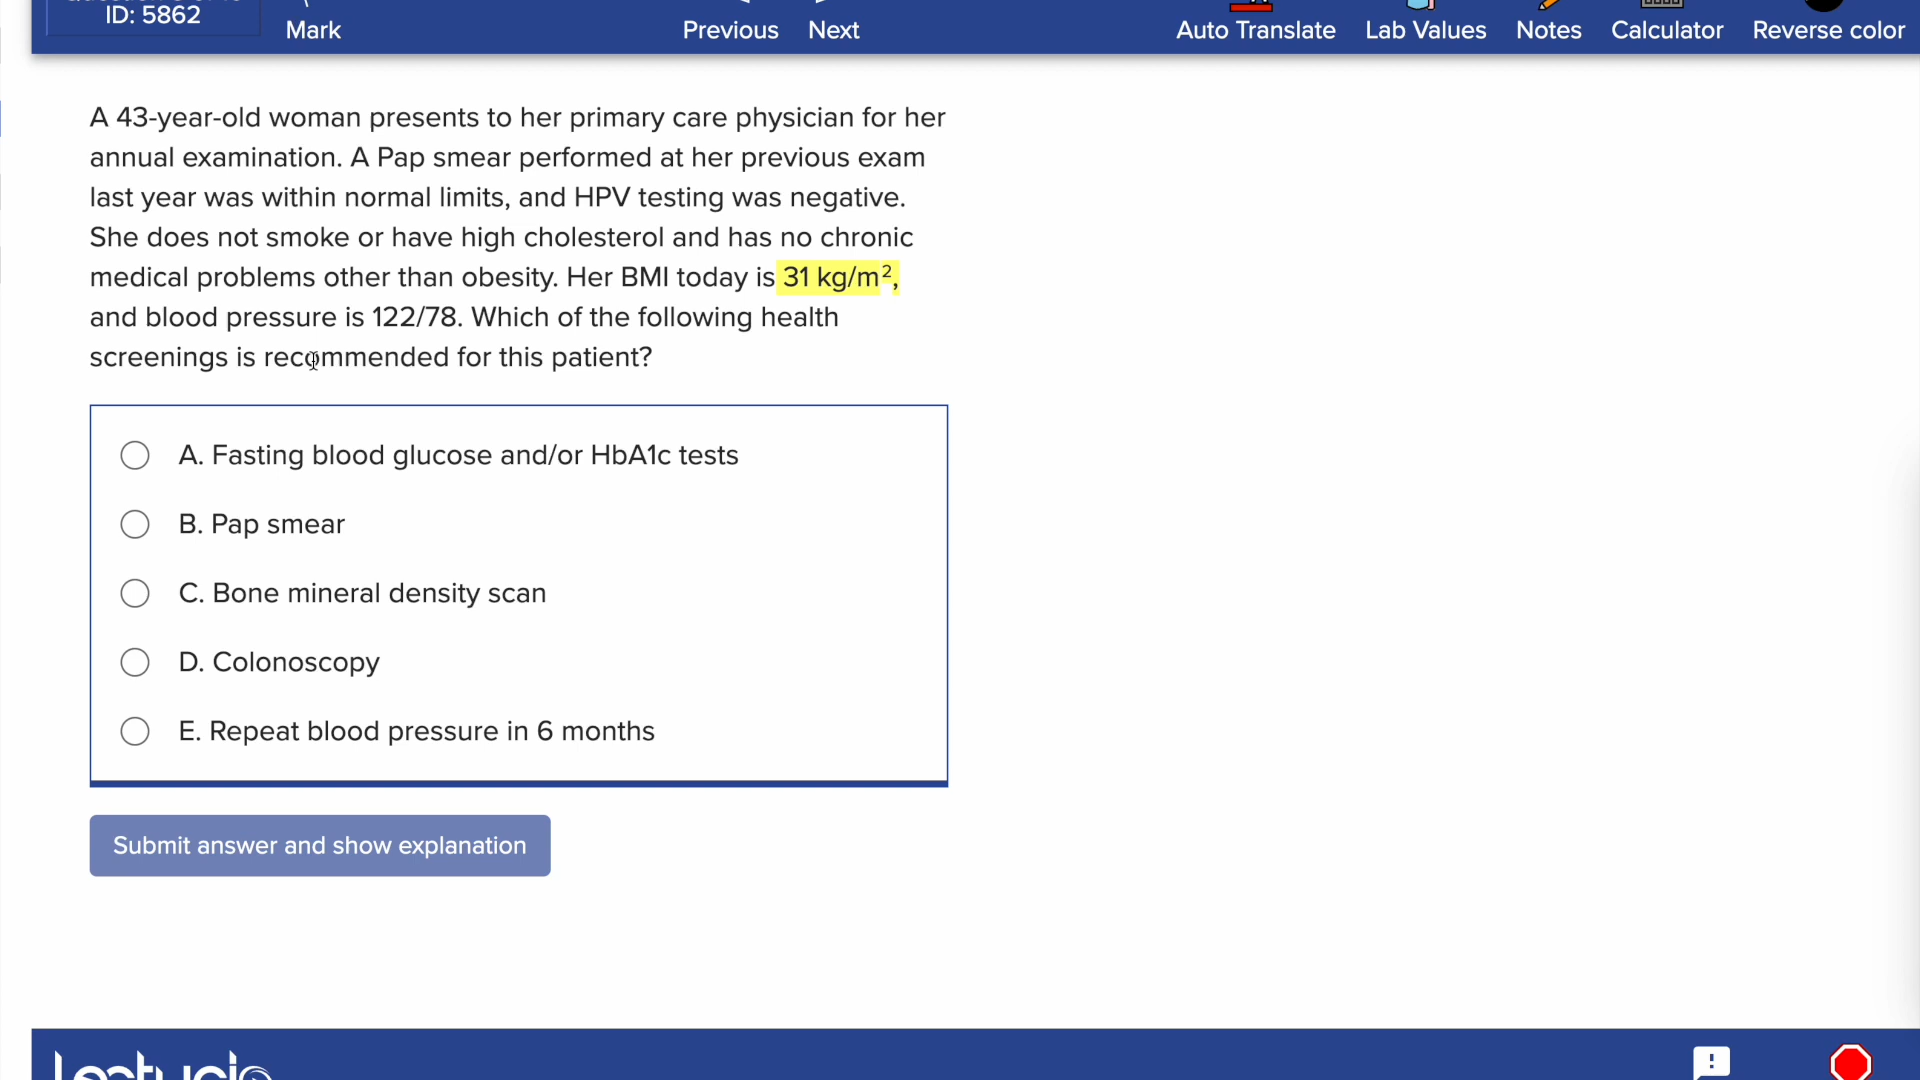 ID: 5862
Mark
Previous
Next
Auto Translate
Lab Values
Notes
Calculator
Reverse color
A 43-year-old woman presents to her primary care physician for her
annual examination. A Pap smear performed at her previous exam
last year was within normal limits, and HPV testing was negative.
She does not smoke or have high cholesterol and has no chronic
medical problems other than obesity. Her BMI today is 31 kg/m²,
and blood pressure is 122/78. Which of the following health
screenings is recommended for this patient?
A. Fasting blood glucose and/or HbA1c tests
B. Pap smear
C. Bone mineral density scan
D. Colonoscopy
E. Repeat blood pressure in 6 months
Submit answer and show explanation